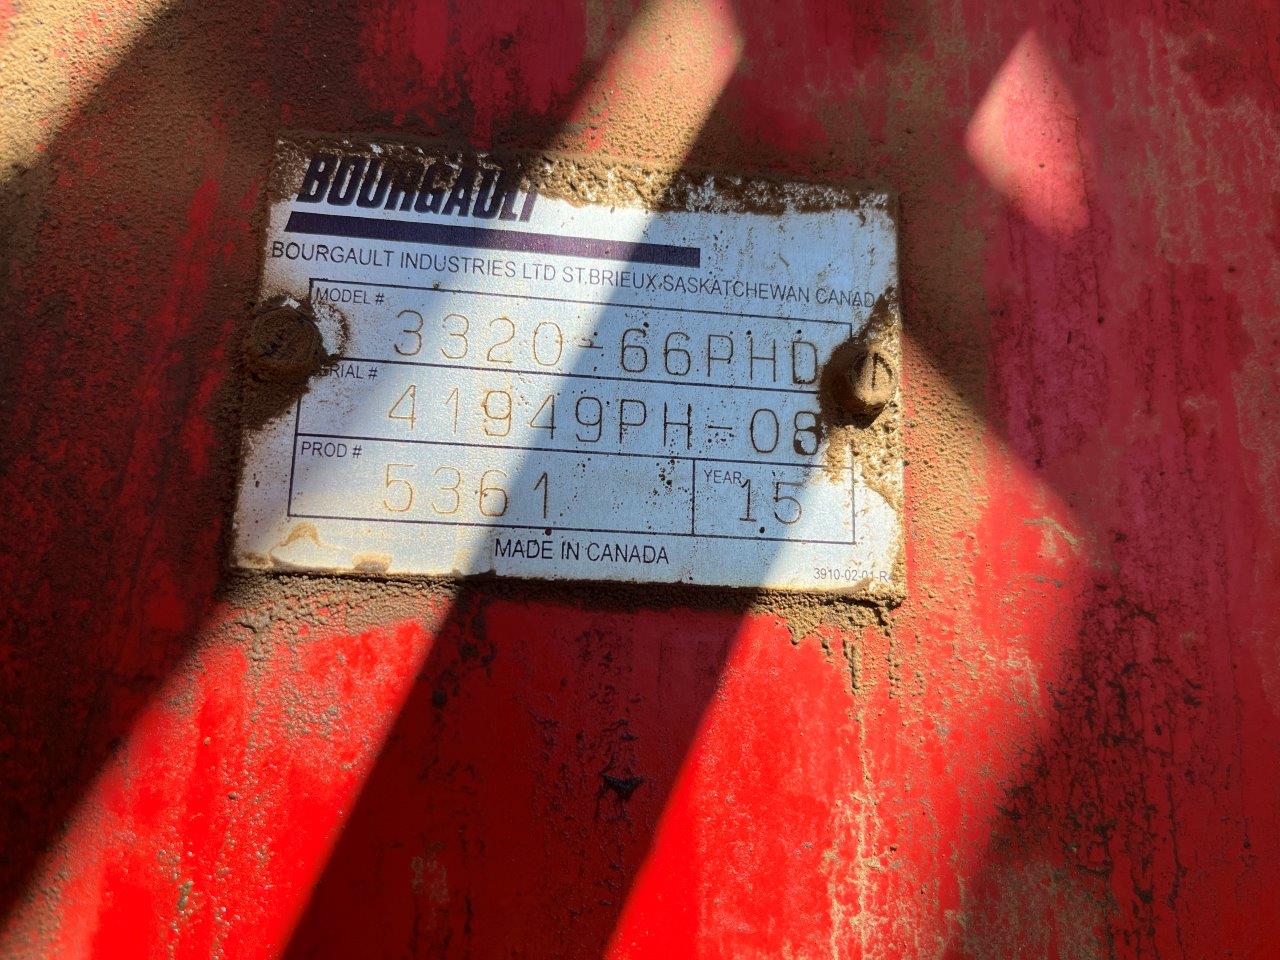 BOURGAULT
BOURGAULT INDUSTRIES LTD ST.BRIEUX,SASKATCHEWAN CANAD
MODEL # 3320-66PHD
ERIAL # 41949PH-08
PROD # 5361 YEAR 15
MADE IN CANADA
3910-02-01-R